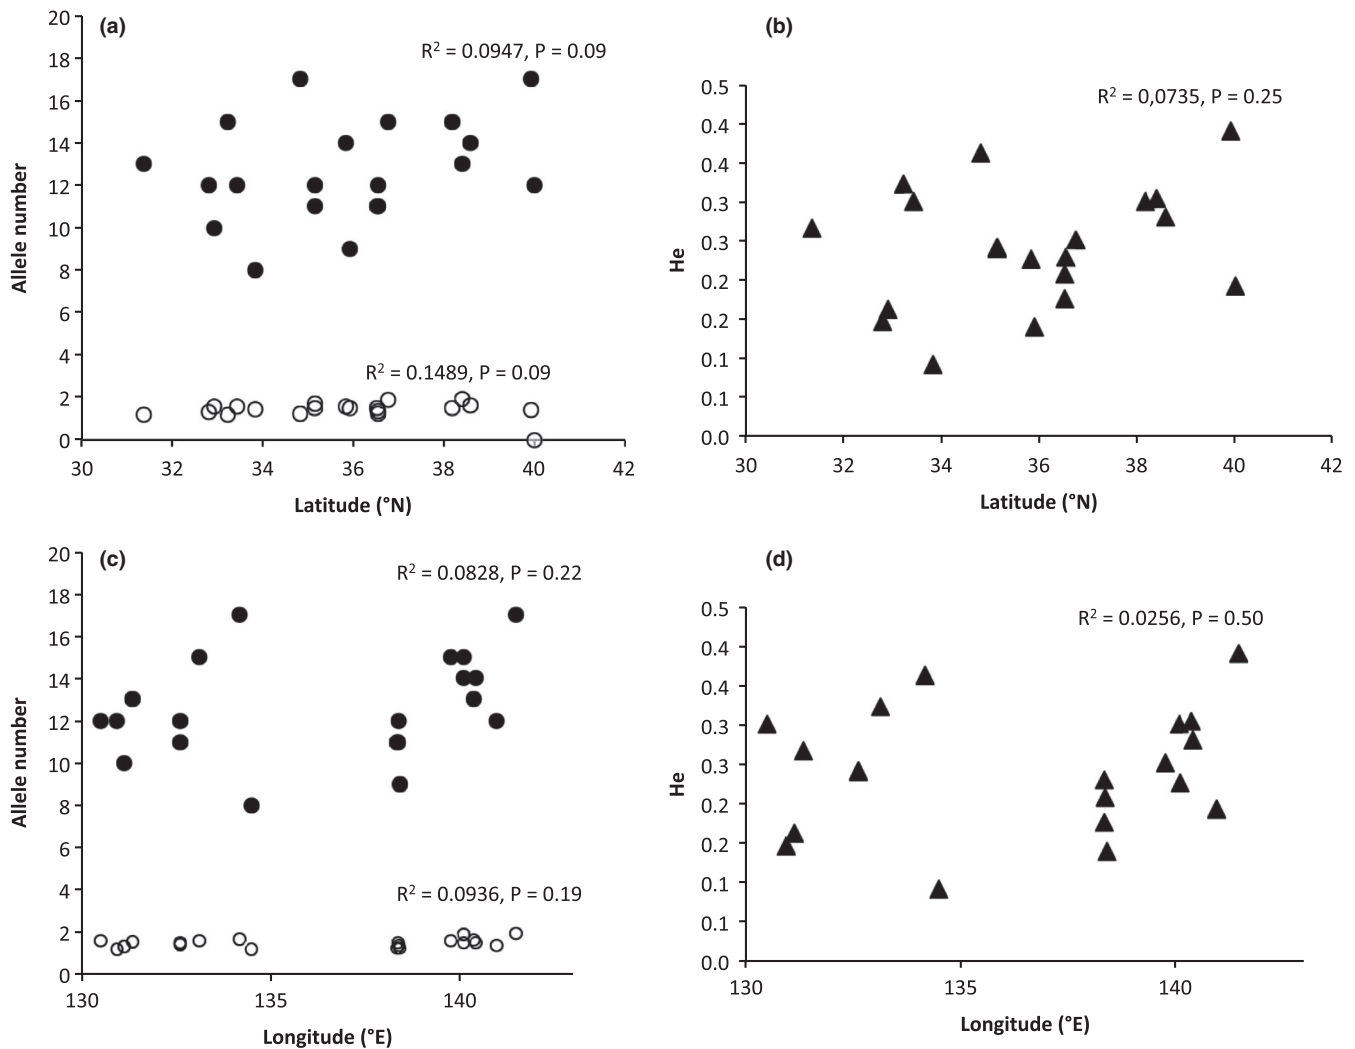 (a)
R² = 0.0947, P = 0.09
20
18
16
14
12
10
8
6
4
2
0
Allele number
R² = 0.1489, P = 0.09
30 32 34 36 38 40 42
Latitude (°N)
(b)
R² = 0,0735, P = 0.25
0.5
0.4
0.4
0.3
0.3
0.2
0.2
0.1
0.1
0.0
He
30 32 34 36 38 40 42
Latitude (°N)
(c)
R² = 0.0828, P = 0.22
20
18
16
14
12
10
8
6
4
2
0
Allele number
R² = 0.0936, P = 0.19
130 135 140
Longitude (°E)
(d)
R² = 0.0256, P = 0.50
0.5
0.4
0.4
0.3
0.3
0.2
0.2
0.1
0.1
0.0
He
130 135 140
Longitude (°E)